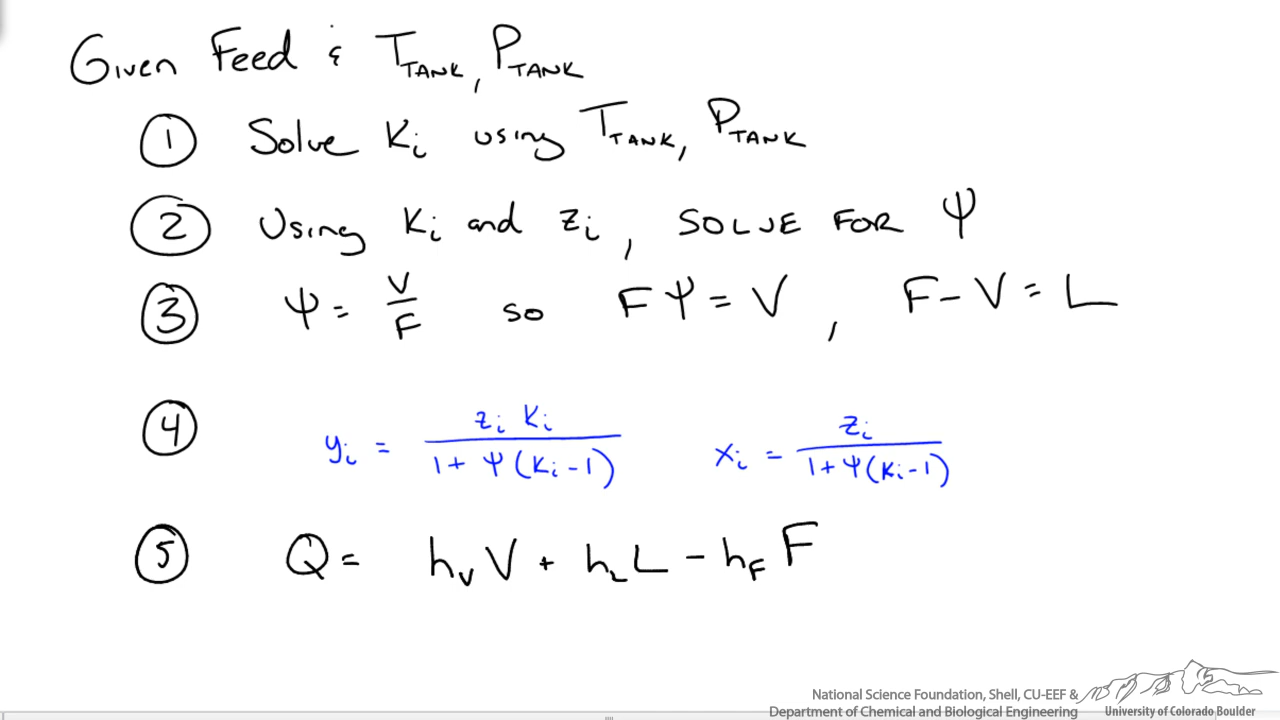 Given Feed & T_TANK, P_TANK
① Solve K_i using T_TANK, P_TANK
② Using K_i and z_i, SOLVE FOR Ψ
③ Ψ = V/F so FΨ = V, F - V = L
④ y_i = z_i K_i / 1 + Ψ(K_i - 1) x_i = z_i / 1 + Ψ(K_i - 1)
⑤ Q = h_V V + h_L L - h_F F
National Science Foundation, Shell, CU-EEF &
Department of Chemical and Biological Engineering
University of Colorado Boulder